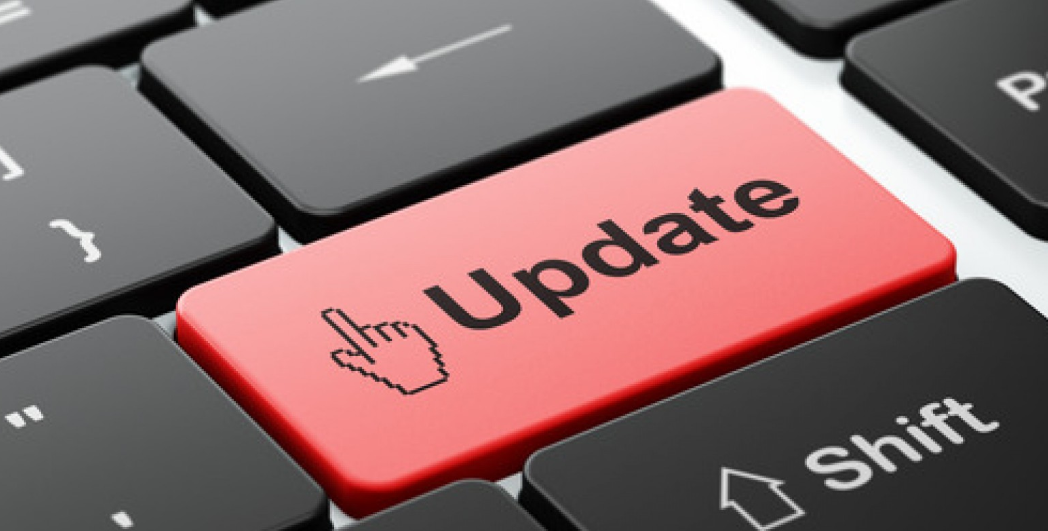 =
]
}
Update
"
'
Shift